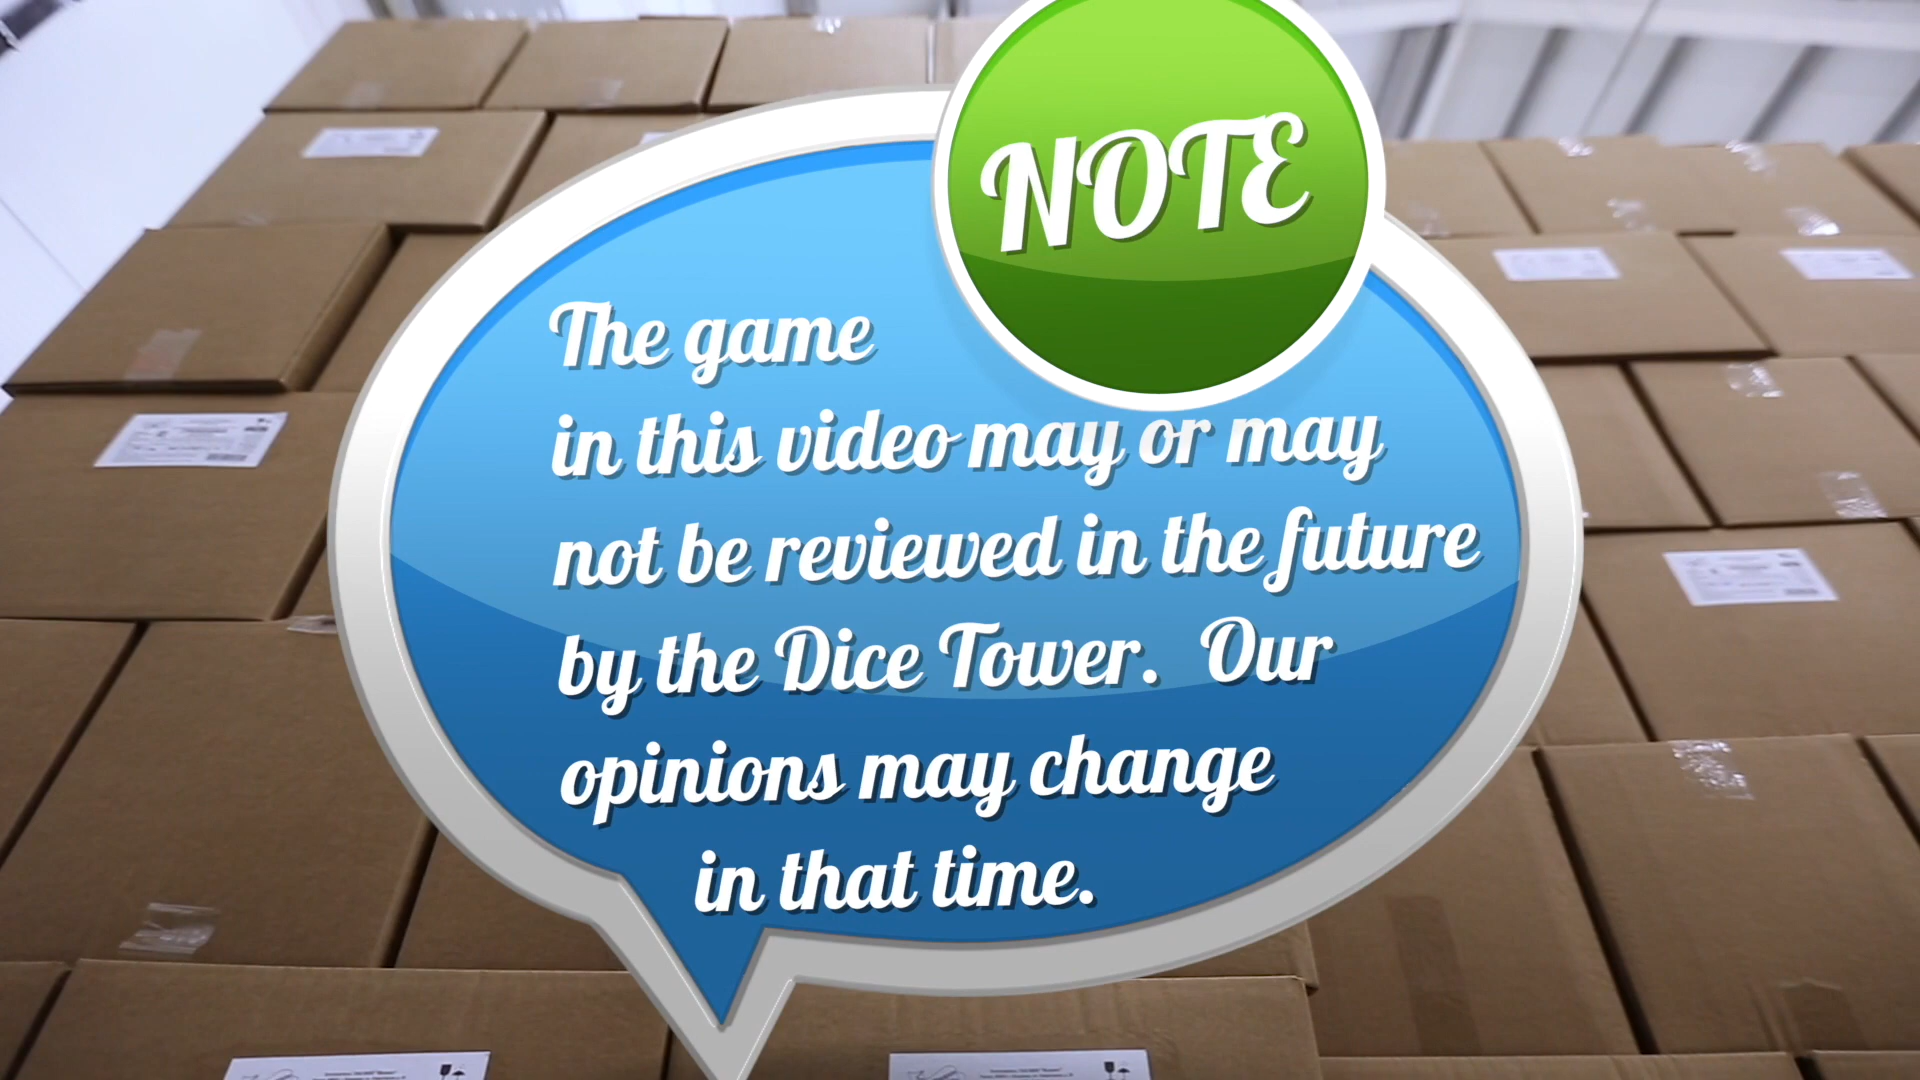 NOTE
The game
in this video may or may
not be reviewed in the future
by the Dice Tower. Our
opinions may change
in that time.